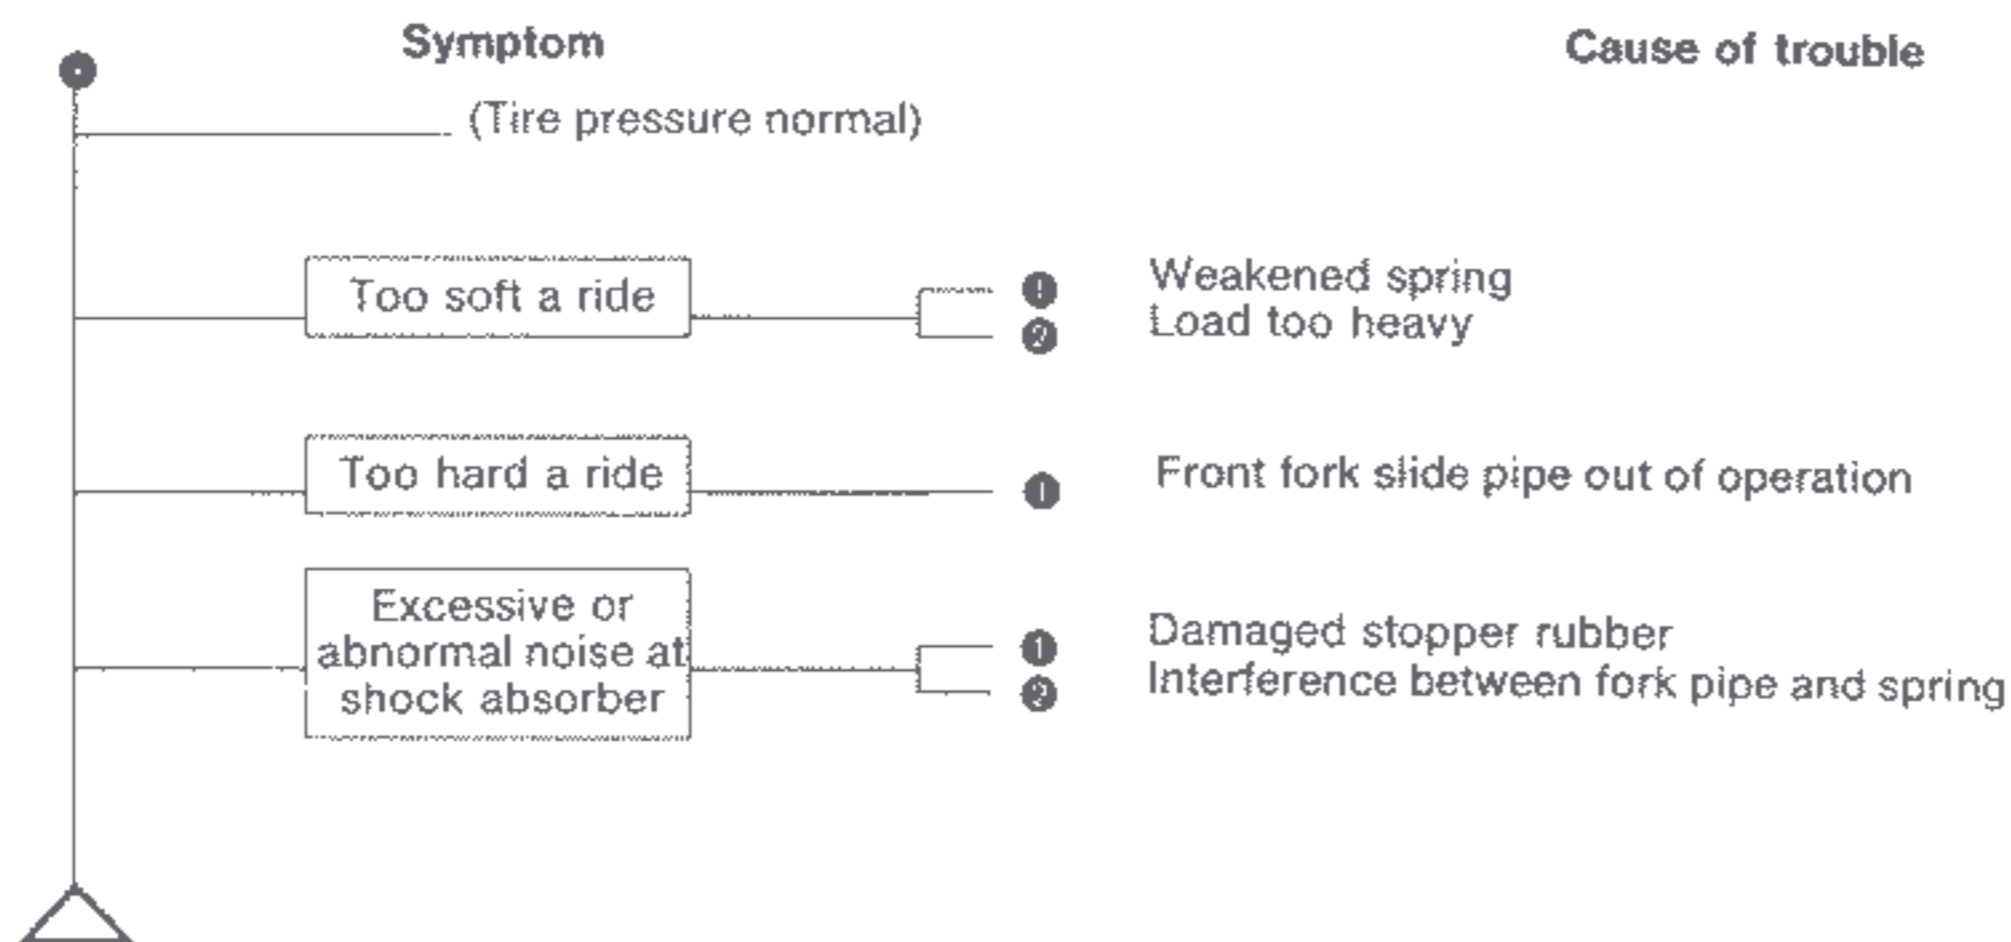 Symptom
Cause of trouble
(Tire pressure normal)
Too soft a ride
1 Weakened spring
2 Load too heavy
Too hard a ride
1 Front fork slide pipe out of operation
Excessive or
abnormal noise at
shock absorber
1 Damaged stopper rubber
2 Interference between fork pipe and spring